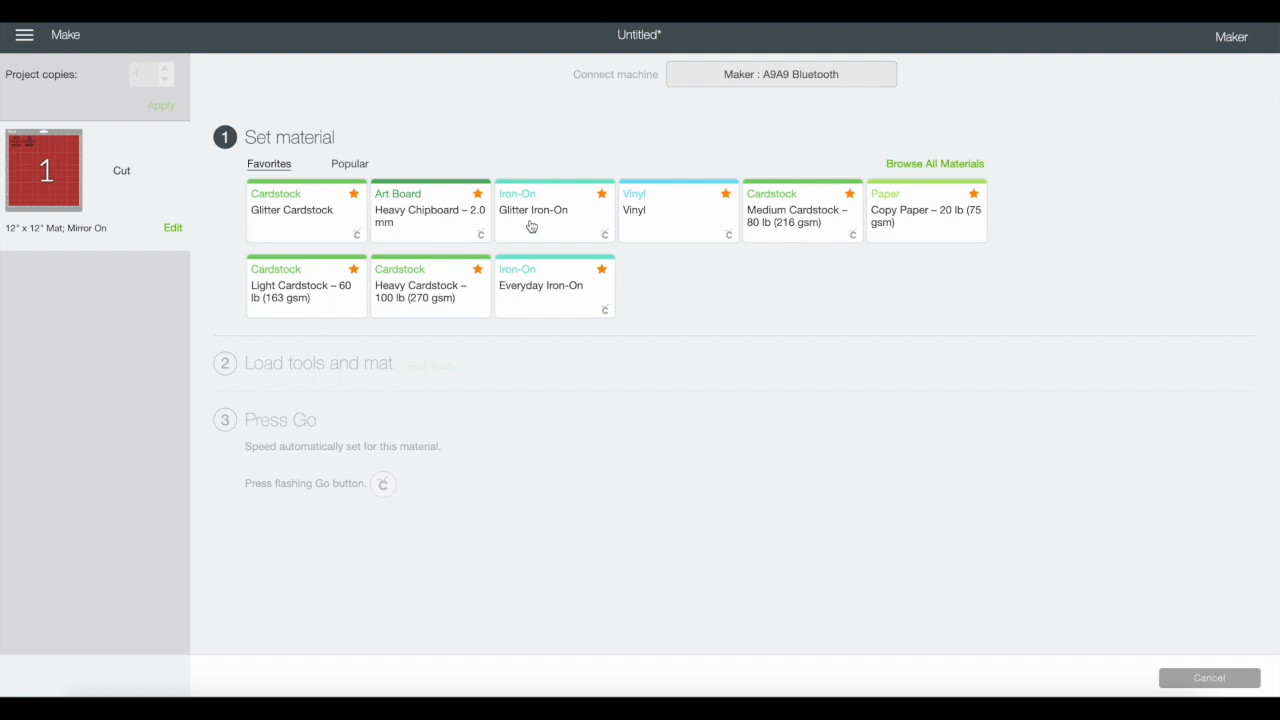 Make
Untitled*
Maker
Project copies:
1
Apply
Connect machine
Maker : A9A9 Bluetooth
1
Cut
12" x 12" Mat; Mirror On
Edit
1 Set material
Favorites
Popular
Browse All Materials
Cardstock
Glitter Cardstock
Art Board
Heavy Chipboard – 2.0
mm
Iron-On
Glitter Iron-On
Vinyl
Vinyl
Cardstock
Medium Cardstock –
80 lb (216 gsm)
Paper
Copy Paper – 20 lb (75
gsm)
Cardstock
Light Cardstock – 60
lb (163 gsm)
Cardstock
Heavy Cardstock –
100 lb (270 gsm)
Iron-On
Everyday Iron-On
2 Load tools and mat
Edit Tools
3 Press Go
Speed automatically set for this material.
Press flashing Go button.
Cancel